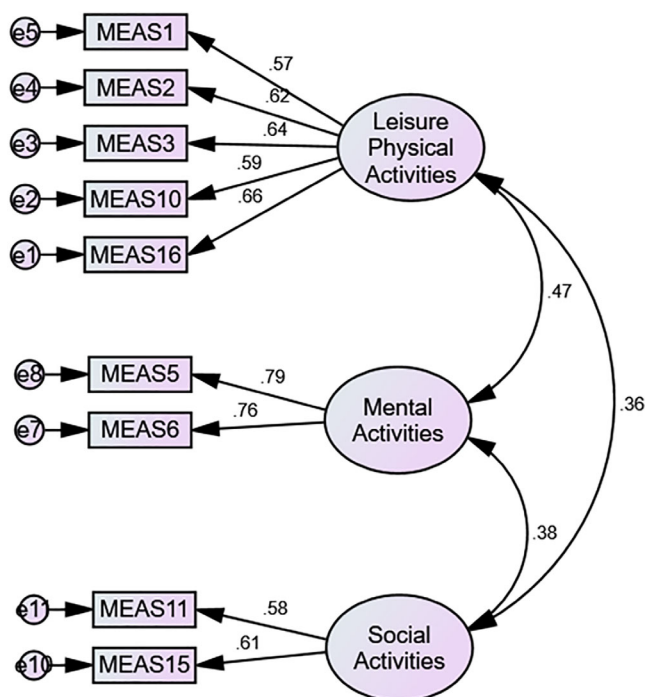 e5
MEAS1
.57
e4
MEAS2
.62
e3
MEAS3
.64
e2
MEAS10
.59
e1
MEAS16
.66
Leisure
Physical
Activities
.47
.36
e8
MEAS5
.79
e7
MEAS6
.76
Mental
Activities
.38
e11
MEAS11
.58
e10
MEAS15
.61
Social
Activities